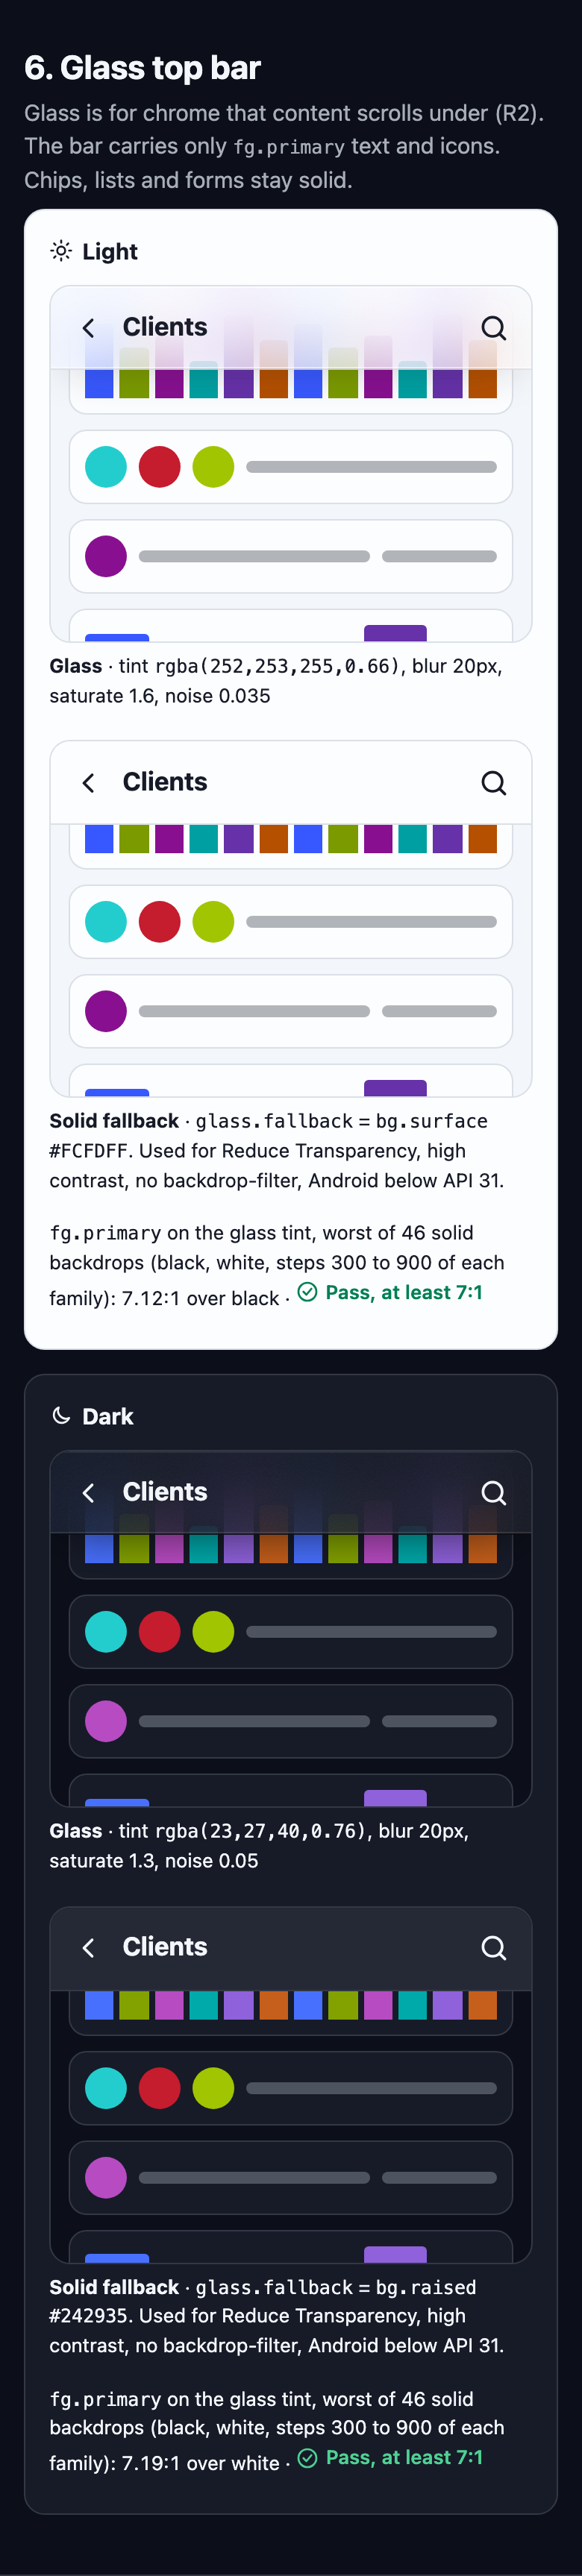 6. Glass top bar
Glass is for chrome that content scrolls under (R2).
The bar carries only fg.primary text and icons.
Chips, lists and forms stay solid.
Light
Clients
Glass · tint rgba(252,253,255,0.66), blur 20px,
saturate 1.6, noise 0.035
Clients
Solid fallback · glass.fallback = bg.surface
#FCFDFF. Used for Reduce Transparency, high
contrast, no backdrop-filter, Android below API 31.
fg.primary on the glass tint, worst of 46 solid
backdrops (black, white, steps 300 to 900 of each
family): 7.12:1 over black · Pass, at least 7:1
Dark
Clients
Glass · tint rgba(23,27,40,0.76), blur 20px,
saturate 1.3, noise 0.05
Clients
Solid fallback · glass.fallback = bg.raised
#242935. Used for Reduce Transparency, high
contrast, no backdrop-filter, Android below API 31.
fg.primary on the glass tint, worst of 46 solid
backdrops (black, white, steps 300 to 900 of each
family): 7.19:1 over white · Pass, at least 7:1